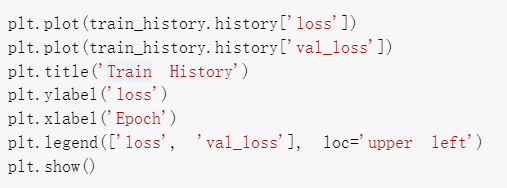 plt.plot(train_history.history['loss'])
plt.plot(train_history.history['val_loss'])
plt.title('Train  History')
plt.ylabel('loss')
plt.xlabel('Epoch')
plt.legend(['loss',  'val_loss'],  loc='upper  left')
plt.show()